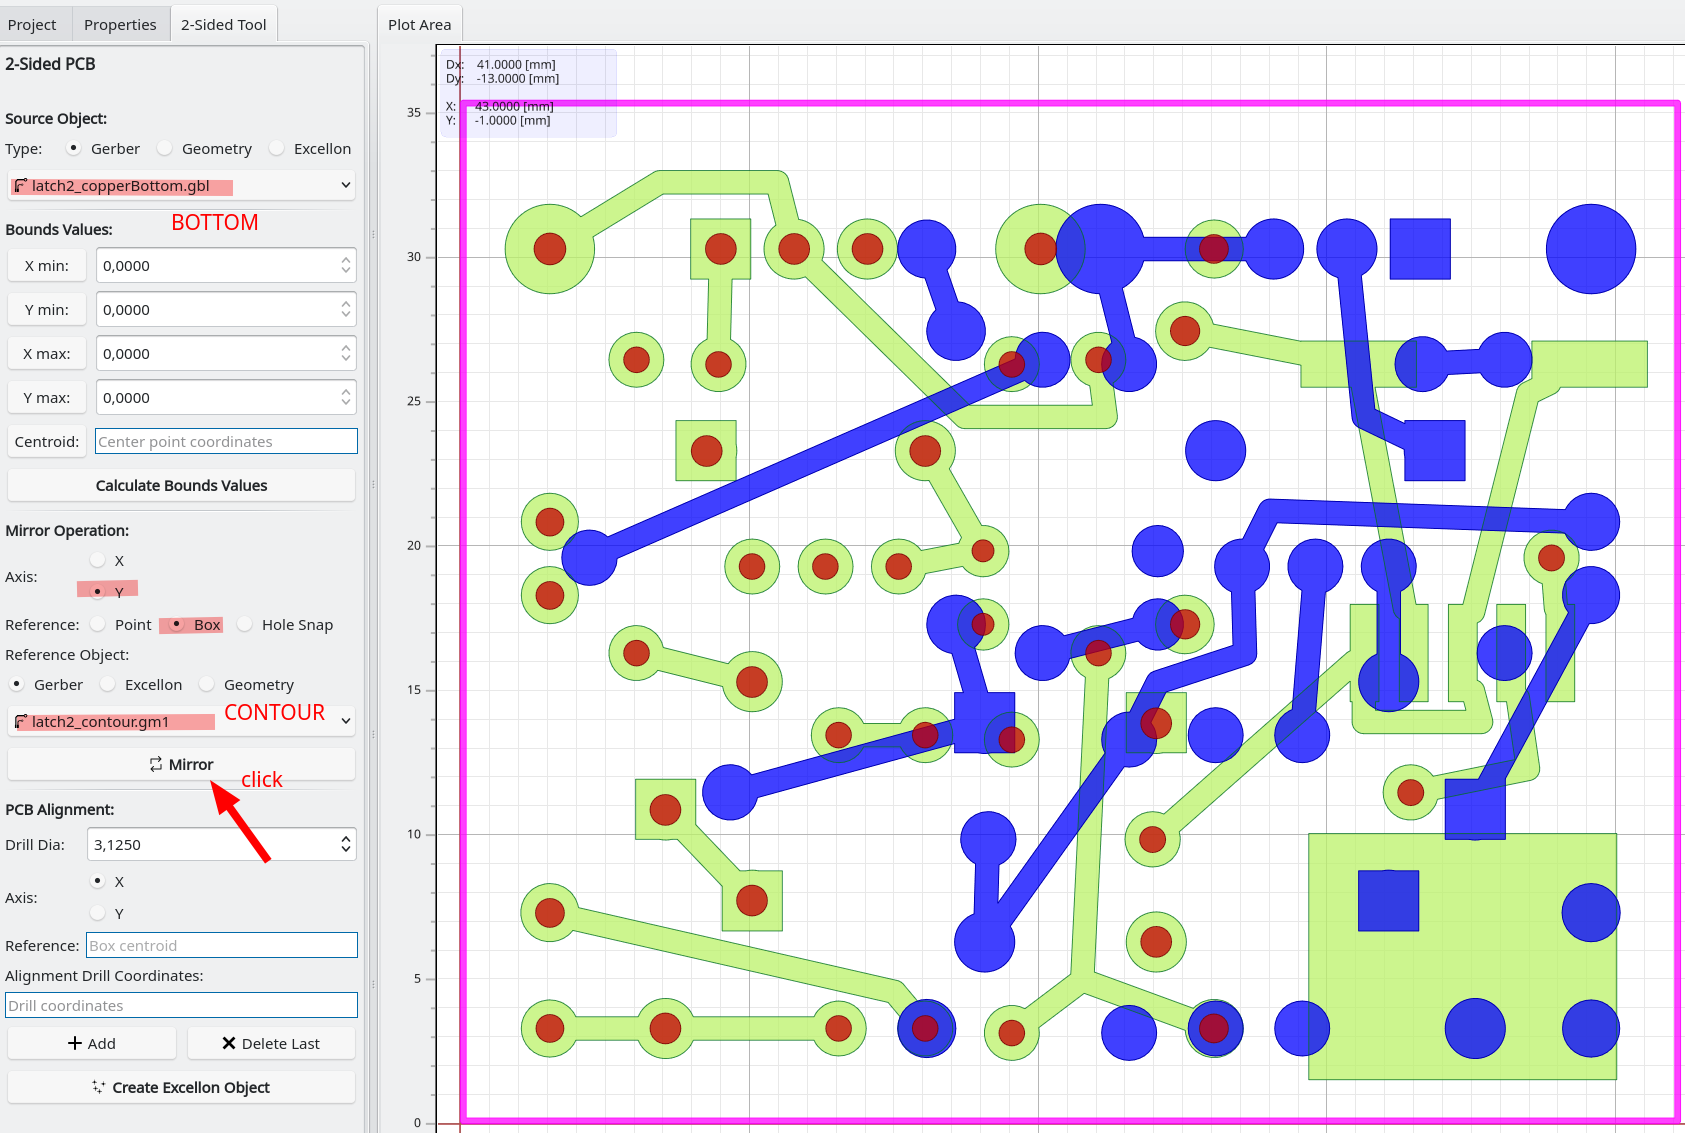 Project Properties 2-Sided Tool Plot Area
2-Sided PCB
Source Object:
Type: Gerber Geometry Excellon
latch2_copperBottom.gbl
BOTTOM
Bounds Values:
X min: 0,0000
Y min: 0,0000
X max: 0,0000
Y max: 0,0000
Centroid: Center point coordinates
Calculate Bounds Values
Mirror Operation:
Axis: X
Y
Reference: Point Box Hole Snap
Reference Object:
Gerber Excellon Geometry
CONTOUR
latch2_contour.gm1
Mirror
click
PCB Alignment:
Drill Dia: 3,1250
Axis: X
Y
Reference: Box centroid
Alignment Drill Coordinates:
Drill coordinates
Add Delete Last
Create Excellon Object
Dx: 41.0000 [mm]
Dy: -13.0000 [mm]
X: 43.0000 [mm]
Y: -1.0000 [mm]
35
30
25
20
15
10
5
0